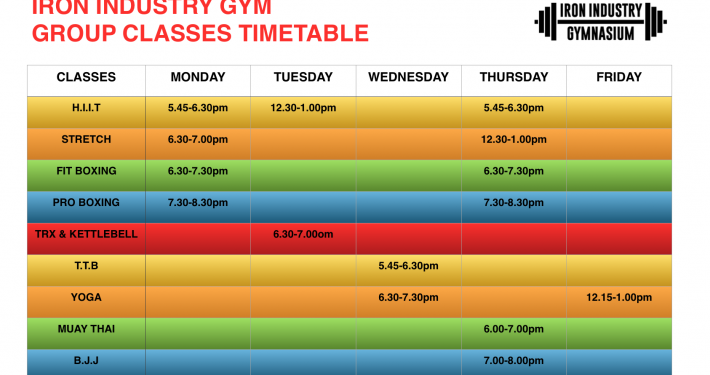 IRON INDUSTRY GYM
GROUP CLASSES TIMETABLE
IRON INDUSTRY
GYMNASIUM
CLASSES MONDAY TUESDAY WEDNESDAY THURSDAY FRIDAY
H.I.I.T 5.45-6.30pm 12.30-1.00pm 5.45-6.30pm
STRETCH 6.30-7.00pm 12.30-1.00pm
FIT BOXING 6.30-7.30pm 6.30-7.30pm
PRO BOXING 7.30-8.30pm 7.30-8.30pm
TRX & KETTLEBELL 6.30-7.00om
T.T.B 5.45-6.30pm
YOGA 6.30-7.30pm 12.15-1.00pm
MUAY THAI 6.00-7.00pm
B.J.J 7.00-8.00pm